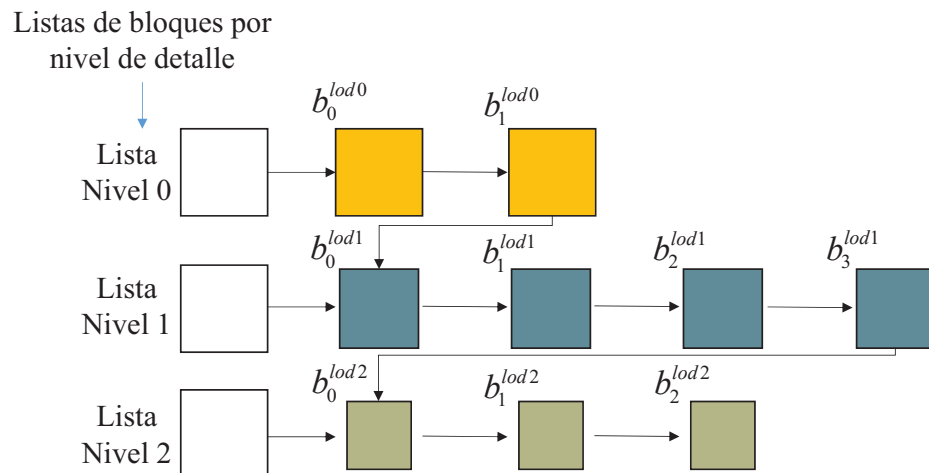 Listas de bloques por
nivel de detalle
b_0^{lod0} b_1^{lod0}
Lista
Nivel 0
b_0^{lod1} b_1^{lod1} b_2^{lod1} b_3^{lod1}
Lista
Nivel 1
b_0^{lod2} b_1^{lod2} b_2^{lod2}
Lista
Nivel 2